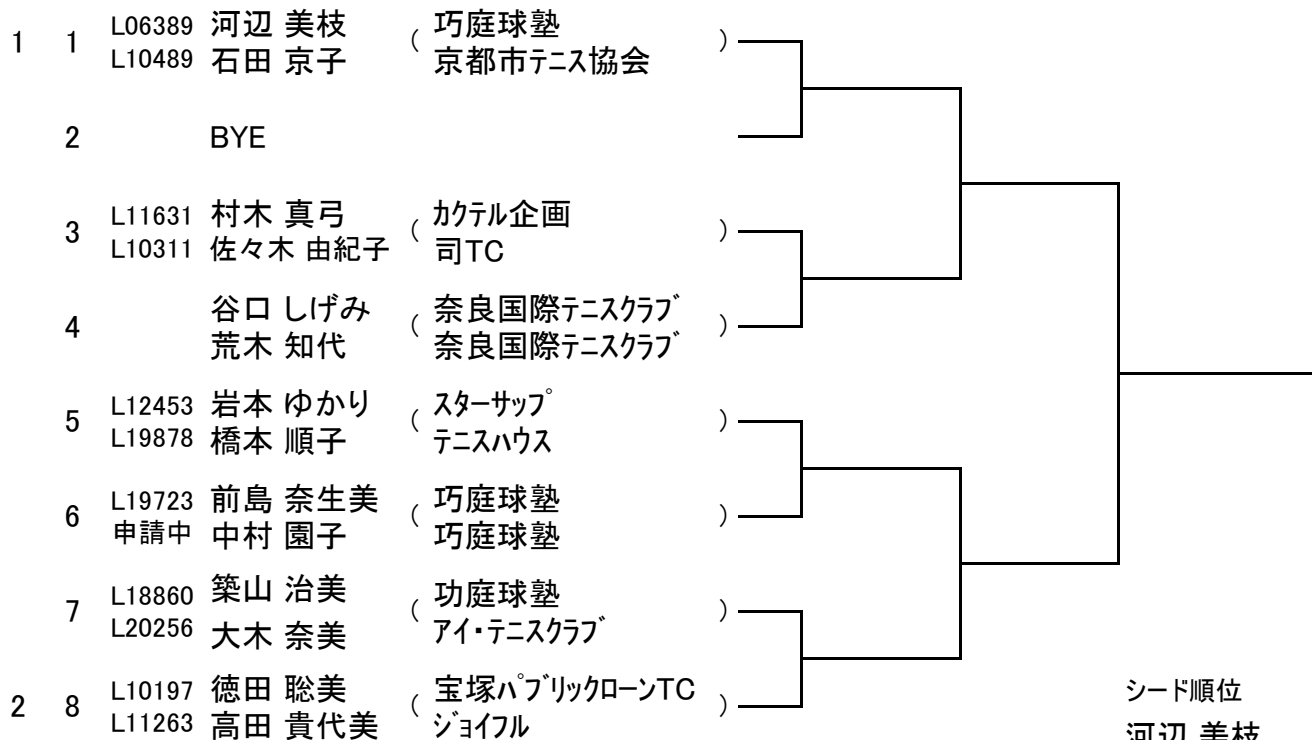 L06389 河辺 美枝 巧庭球塾
1 1 ( )
L10489 石田 京子 京都市テニス協会
2 BYE
L11631 村木 真弓 カクテル企画
3 ( )
L10311 佐々木 由紀子 司TC
谷口 しげみ 奈良国際テニスクラブ
4 ( )
荒木 知代 奈良国際テニスクラブ
L12453 岩本 ゆかり スターサップ
5 ( )
L19878 橋本 順子 テニスハウス
L19723 前島 奈生美 巧庭球塾
6 ( )
申請中 中村 園子 巧庭球塾
L18860 築山 治美 功庭球塾
7 ( )
L20256 大木 奈美 アイ・テニスクラブ
L10197 徳田 聡美 宝塚パブリックローンTC
2 8 ( )
L11263 高田 貴代美 ジョイフル
シード順位
河辺 美枝